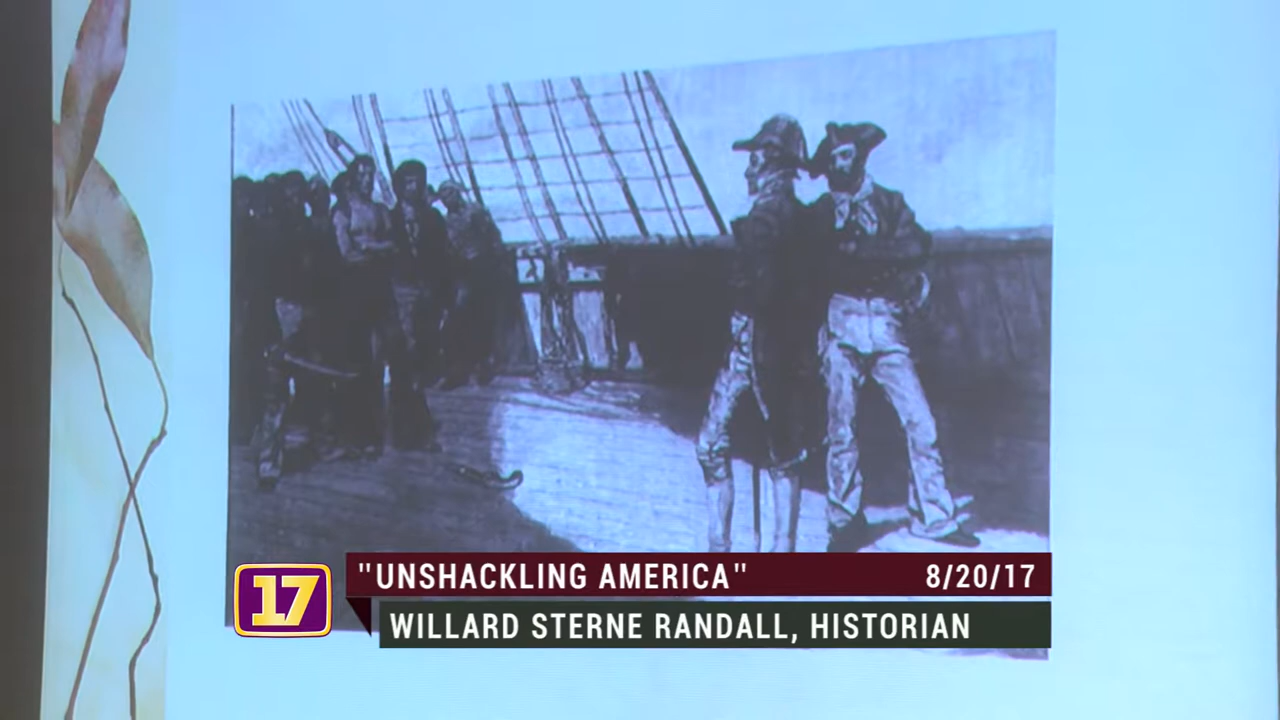 "UNSHACKLING AMERICA" 8/20/17
17
WILLARD STERNE RANDALL, HISTORIAN